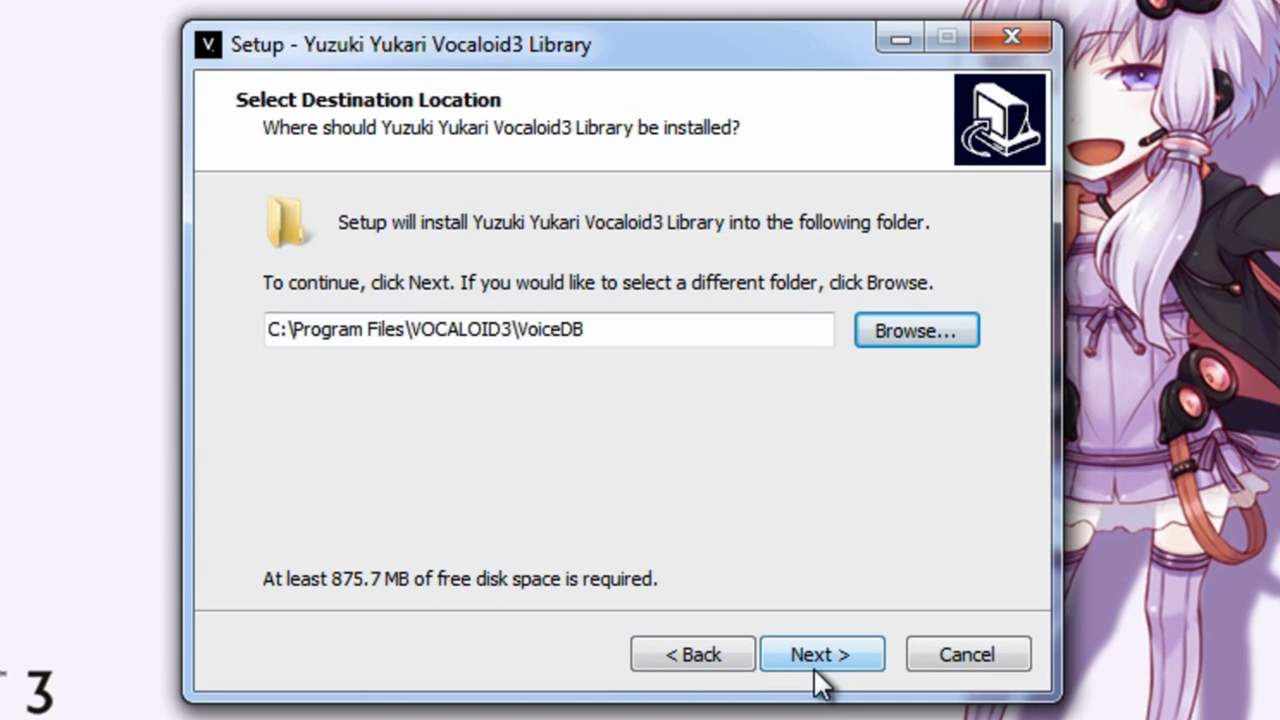 V. Setup - Yuzuki Yukari Vocaloid3 Library
Select Destination Location
Where should Yuzuki Yukari Vocaloid3 Library be installed?
Setup will install Yuzuki Yukari Vocaloid3 Library into the following folder.
To continue, click Next. If you would like to select a different folder, click Browse.
C:\Program Files\VOCALOID3\VoiceDB Browse...
At least 875.7 MB of free disk space is required.
< Back Next > Cancel
3